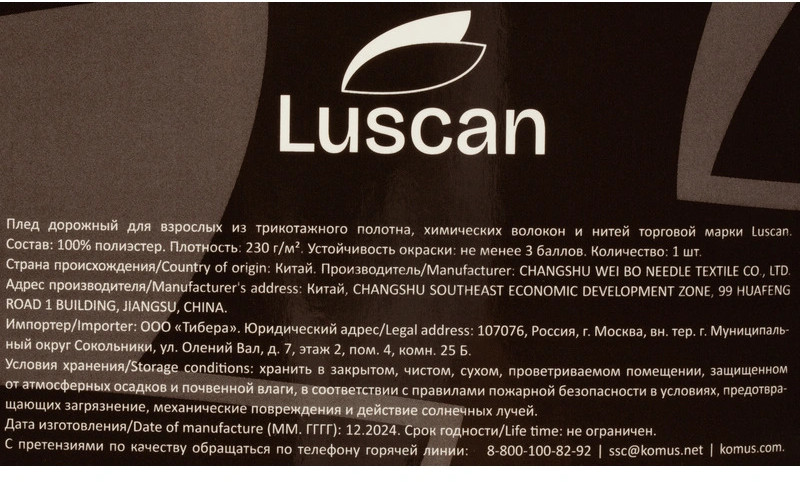 Luscan
Плед дорожный для взрослых из трикотажного полотна, химических волокон и нитей торговой марки Luscan.
Состав: 100% полиэстер. Плотность: 230 г/м². Устойчивость окраски: не менее 3 баллов. Количество: 1 шт.
Страна происхождения/Country of origin: Китай. Производитель/Manufacturer: CHANGSHU WEI BO NEEDLE TEXTILE CO., LTD.
Адрес производителя/Manufacturer's address: Китай, CHANGSHU SOUTHEAST ECONOMIC DEVELOPMENT ZONE, 99 HUAFENG
ROAD 1 BUILDING, JIANGSU, CHINA.
Импортер/Importer: ООО «Тибера». Юридический адрес/Legal address: 107076, Россия, г. Москва, вн. тер. г. Муниципаль-
ный округ Сокольники, ул. Олений Вал, д. 7, этаж 2, пом. 4, комн. 25 Б.
Условия хранения/Storage conditions: хранить в закрытом, чистом, сухом, проветриваемом помещении, защищенном
от атмосферных осадков и почвенной влаги, в соответствии с правилами пожарной безопасности в условиях, предотвра-
щающих загрязнение, механические повреждения и действие солнечных лучей.
Дата изготовления/Date of manufacture (ММ. ГГГГ): 12.2024. Срок годности/Life time: не ограничен.
С претензиями по качеству обращаться по телефону горячей линии: 8-800-100-82-92 | ssc@komus.net | komus.com.